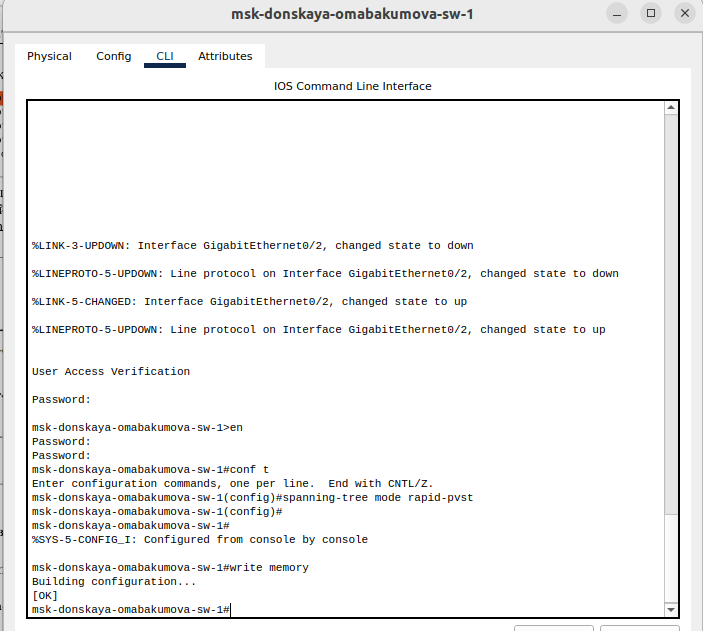 msk-donskaya-omabakumova-sw-1
Physical Config CLI Attributes
IOS Command Line Interface
%LINK-3-UPDOWN: Interface GigabitEthernet0/2, changed state to down
%LINEPROTO-5-UPDOWN: Line protocol on Interface GigabitEthernet0/2, changed state to down
%LINK-5-CHANGED: Interface GigabitEthernet0/2, changed state to up
%LINEPROTO-5-UPDOWN: Line protocol on Interface GigabitEthernet0/2, changed state to up
User Access Verification
Password:
msk-donskaya-omabakumova-sw-1>en
Password:
Password:
msk-donskaya-omabakumova-sw-1#conf t
Enter configuration commands, one per line.  End with CNTL/Z.
msk-donskaya-omabakumova-sw-1(config)#spanning-tree mode rapid-pvst
msk-donskaya-omabakumova-sw-1(config)#
msk-donskaya-omabakumova-sw-1#
%SYS-5-CONFIG_I: Configured from console by console
msk-donskaya-omabakumova-sw-1#write memory
Building configuration...
[OK]
msk-donskaya-omabakumova-sw-1#